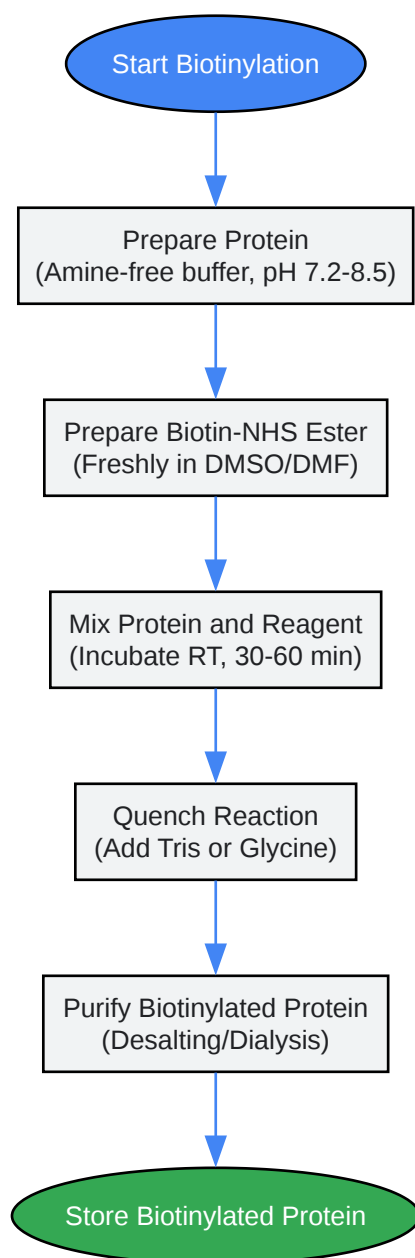 Start Biotinylation
Prepare Protein
(Amine-free buffer, pH 7.2-8.5)
Prepare Biotin-NHS Ester
(Freshly in DMSO/DMF)
Mix Protein and Reagent
(Incubate RT, 30-60 min)
Quench Reaction
(Add Tris or Glycine)
Purify Biotinylated Protein
(Desalting/Dialysis)
Store Biotinylated Protein